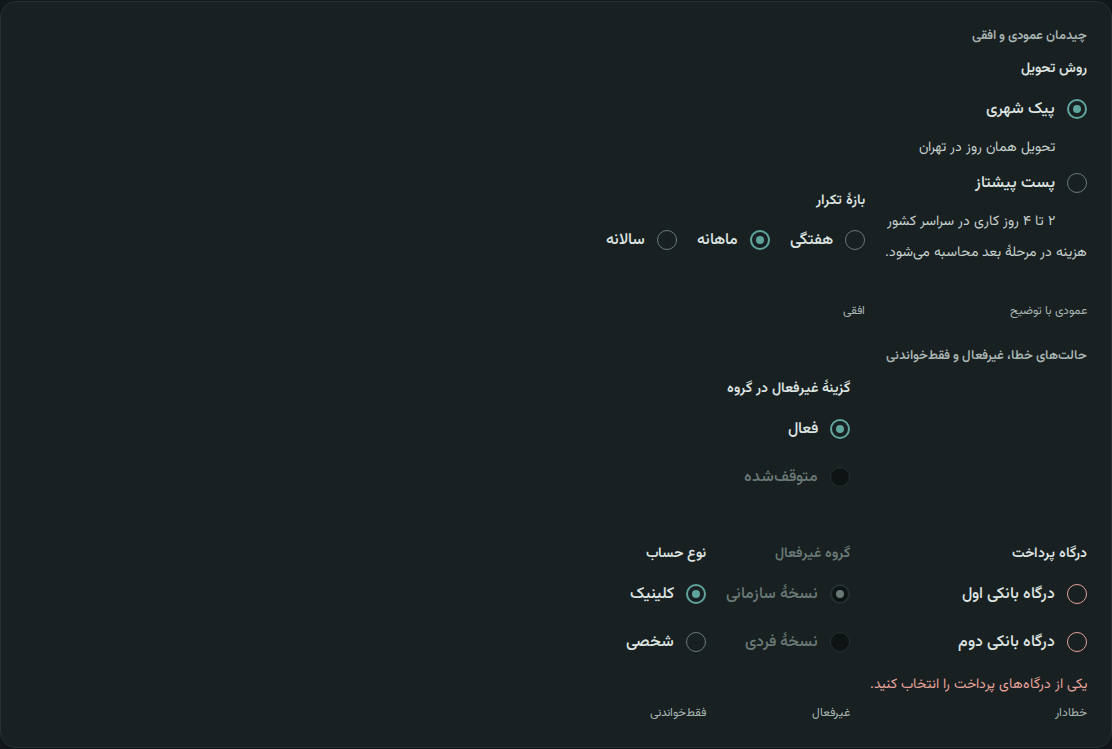 چیدمان عمودی و افقی
روش تحویل
پیک شهری
تحویل همان روز در تهران
پست پیشتاز
۲ تا ۴ روز کاری در سراسر کشور
هزینه در مرحلهٔ بعد محاسبه می‌شود.
عمودی با توضیح
بازهٔ تکرار
هفتگی
ماهانه
سالانه
افقی
حالت‌های خطا، غیرفعال و فقط‌خواندنی
درگاه پرداخت
درگاه بانکی اول
درگاه بانکی دوم
یکی از درگاه‌های پرداخت را انتخاب کنید.
خطادار
گزینهٔ غیرفعال در گروه
فعال
متوقف‌شده
گروه غیرفعال
نسخهٔ سازمانی
نسخهٔ فردی
غیرفعال
نوع حساب
کلینیک
شخصی
فقط‌خواندنی